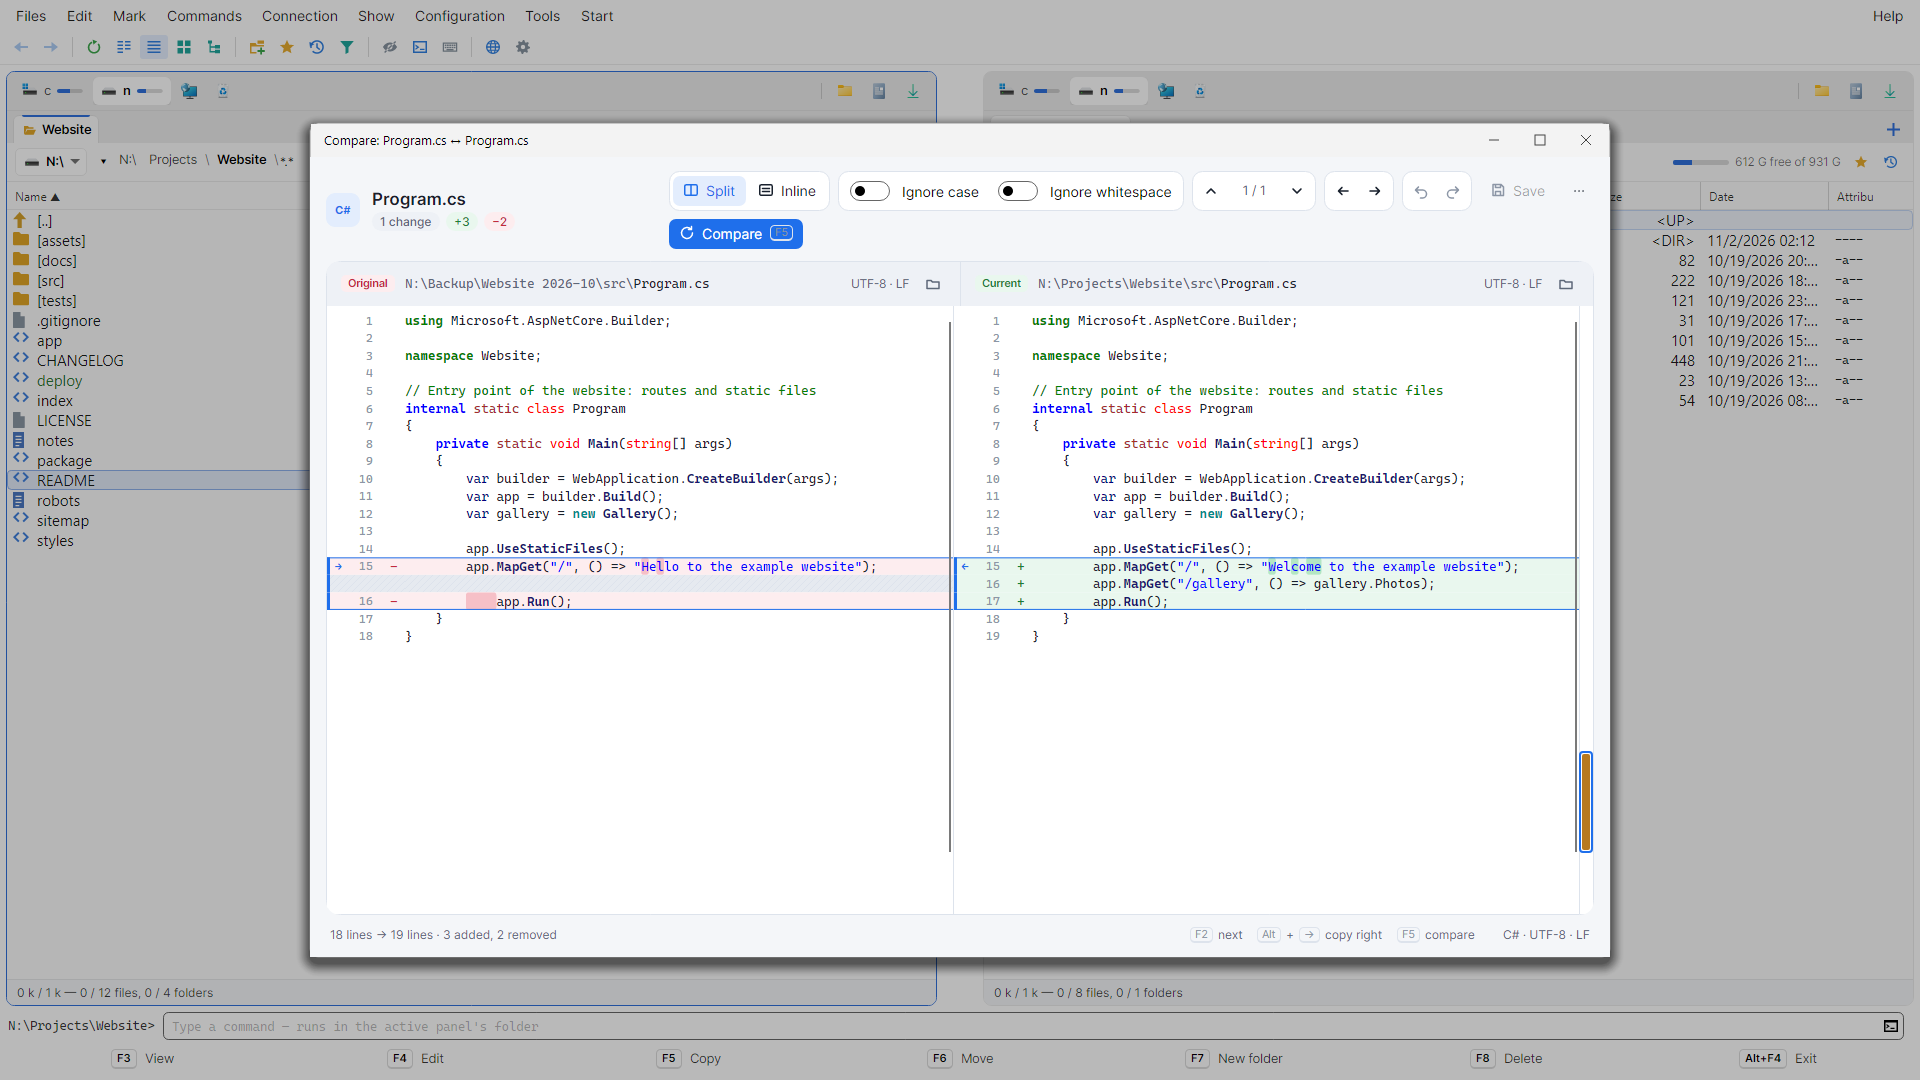 Files Edit Mark Commands Connection Show Configuration Tools Start Help
c n
c n
Website
N:\ N:\ Projects \ Website \ *.*
612 G free of 931 G
Name
Date Attribu
[..]
<UP>
[assets]
<DIR> 11/2/2026 02:12 ----
[docs]
82 10/19/2026 20:... -a--
[src]
222 10/19/2026 18:... -a--
[tests]
121 10/19/2026 23:... -a--
.gitignore
31 10/19/2026 17:... -a--
app
101 10/19/2026 15:... -a--
CHANGELOG
448 10/19/2026 21:... -a--
deploy
23 10/19/2026 13:... -a--
index
54 10/19/2026 08:... -a--
LICENSE
notes
package
README
robots
sitemap
styles
Compare: Program.cs ↔ Program.cs
C# Program.cs
1 change +3 −2
Split Inline Ignore case Ignore whitespace 1 / 1 Save ...
Compare F5
Original N:\Backup\Website 2026-10\src\Program.cs UTF-8 · LF
1 using Microsoft.AspNetCore.Builder;
2
3 namespace Website;
4
5 // Entry point of the website: routes and static files
6 internal static class Program
7 {
8 private static void Main(string[] args)
9 {
10 var builder = WebApplication.CreateBuilder(args);
11 var app = builder.Build();
12 var gallery = new Gallery();
13
14 app.UseStaticFiles();
→ 15 − app.MapGet("/", () => "Hello to the example website");
16 − app.Run();
17 }
18 }
Current N:\Projects\Website\src\Program.cs UTF-8 · LF
1 using Microsoft.AspNetCore.Builder;
2
3 namespace Website;
4
5 // Entry point of the website: routes and static files
6 internal static class Program
7 {
8 private static void Main(string[] args)
9 {
10 var builder = WebApplication.CreateBuilder(args);
11 var app = builder.Build();
12 var gallery = new Gallery();
13
14 app.UseStaticFiles();
← 15 + app.MapGet("/", () => "Welcome to the example website");
16 + app.MapGet("/gallery", () => gallery.Photos);
17 + app.Run();
18 }
19 }
18 lines → 19 lines · 3 added, 2 removed
F2 next Alt + → copy right F5 compare C# · UTF-8 · LF
0 k / 1 k — 0 / 12 files, 0 / 4 folders
0 k / 1 k — 0 / 8 files, 0 / 1 folders
N:\Projects\Website> Type a command — runs in the active panel's folder
F3 View F4 Edit F5 Copy F6 Move F7 New folder F8 Delete Alt+F4 Exit